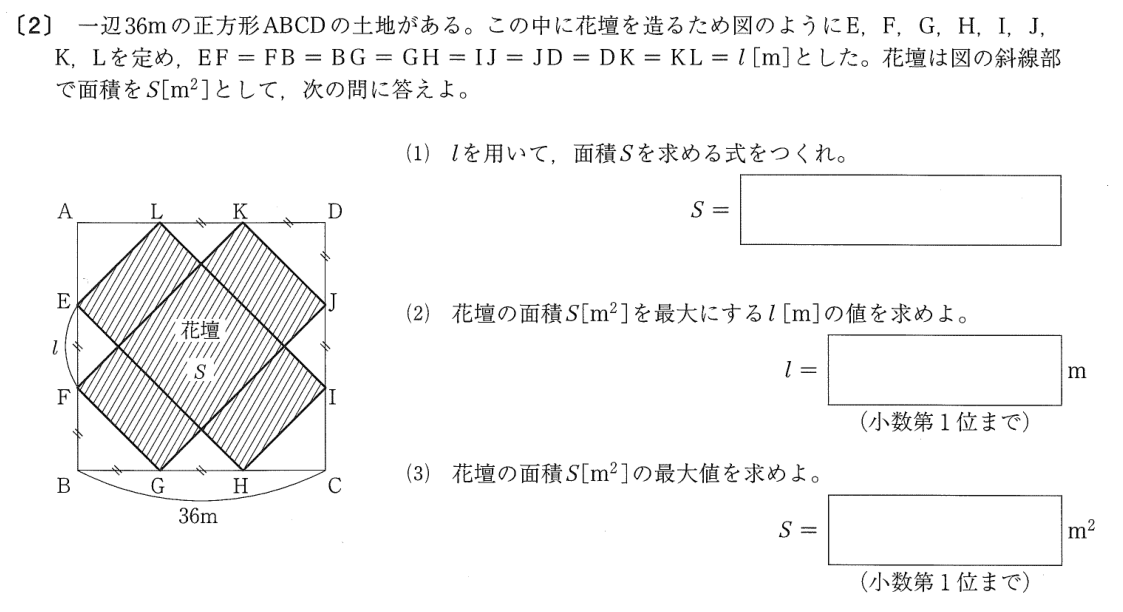 〔2〕 一辺36mの正方形ABCDの土地がある。この中に花壇を造るため図のようにE，F，G，H，I，J，
K，Lを定め，EF＝FB＝BG＝GH＝IJ＝JD＝DK＝KL＝l [m]とした。花壇は図の斜線部
で面積をS[m²]として，次の問に答えよ。
(1) lを用いて，面積Sを求める式をつくれ。
S＝
A L K D
E J
花壇
l
S
F I
B G H C
36m
(2) 花壇の面積S[m²]を最大にするl [m]の値を求めよ。
l＝ m
(小数第1位まで)
(3) 花壇の面積S[m²]の最大値を求めよ。
S＝ m²
(小数第1位まで)